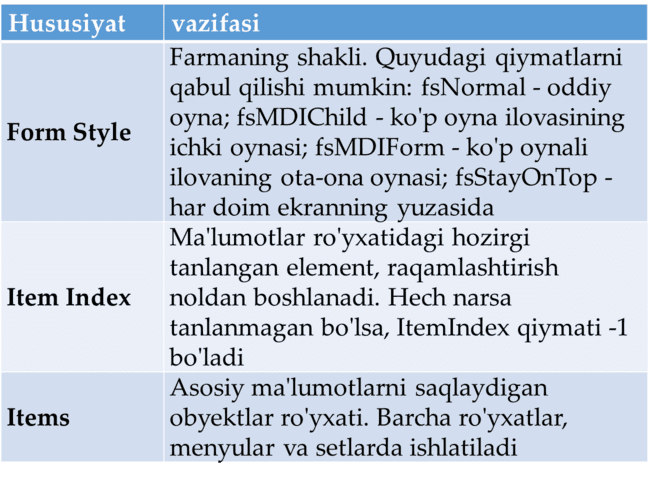 Hususiyat vazifasi
Form Style
Farmaning shakli. Quyudagi qiymatlarni
qabul qilishi mumkin: fsNormal - oddiy
oyna; fsMDIChild - ko'p oyna ilovasining
ichki oynasi; fsMDIForm - ko'p oynali
ilovaning ota-ona oynasi; fsStayOnTop -
har doim ekranning yuzasida
Item Index
Ma'lumotlar ro'yxatidagi hozirgi
tanlangan element, raqamlashtirish
noldan boshlanadi. Hech narsa
tanlanmagan bo'lsa, ItemIndex qiymati -1
bo'ladi
Items
Asosiy ma'lumotlarni saqlaydigan
obyektlar ro'yxati. Barcha ro'yxatlar,
menyular va setlarda ishlatiladi